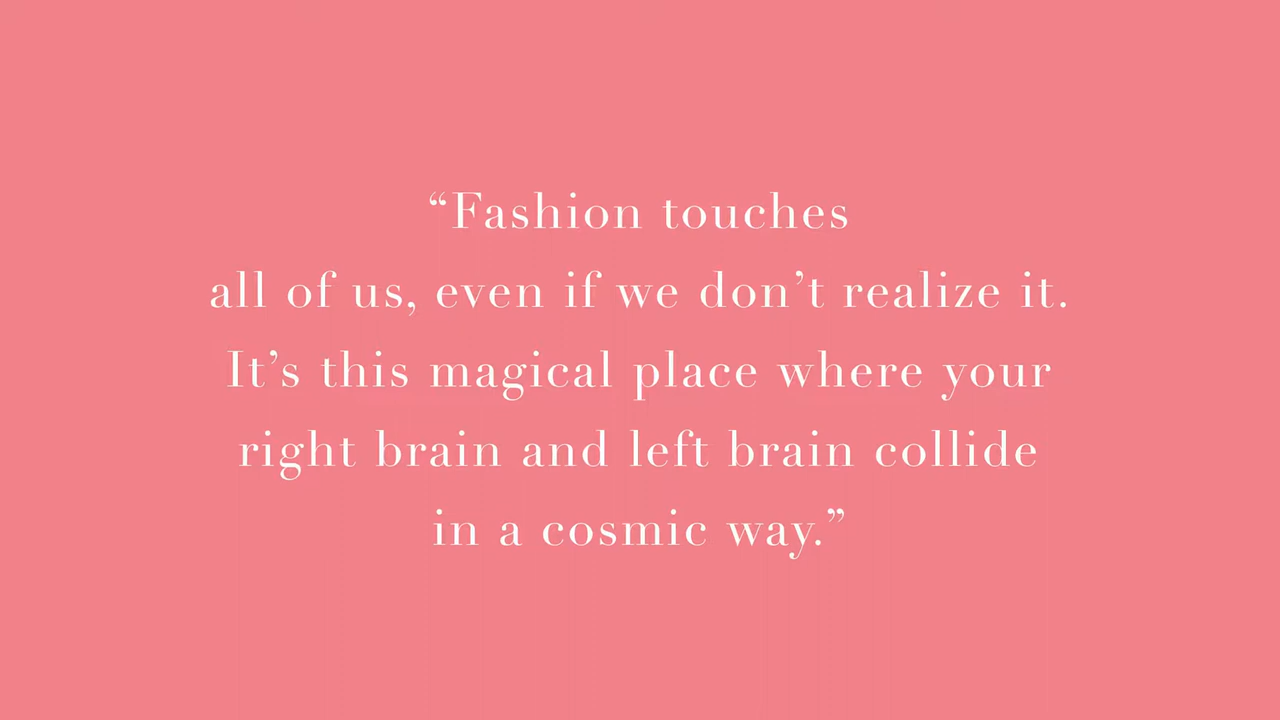 “Fashion touches
all of us, even if we don’t realize it.
It’s this magical place where your
right brain and left brain collide
in a cosmic way.”